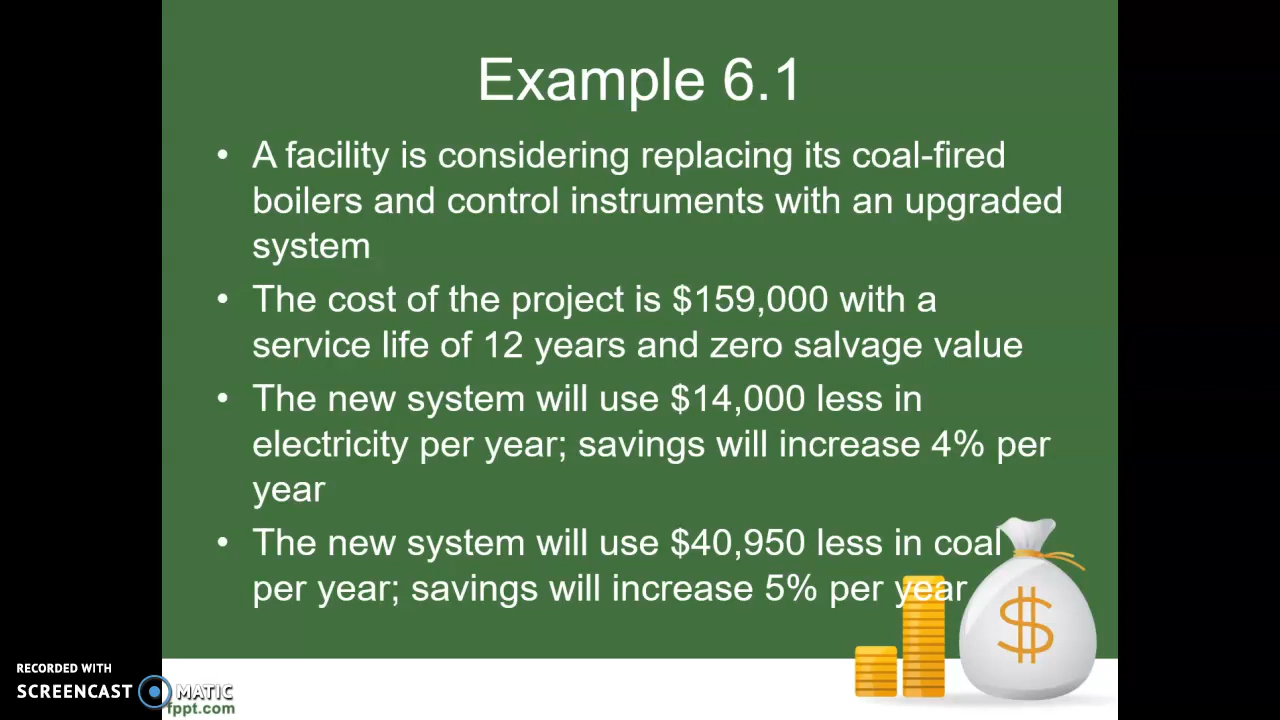 Example 6.1
• A facility is considering replacing its coal-fired
boilers and control instruments with an upgraded
system
• The cost of the project is $159,000 with a
service life of 12 years and zero salvage value
• The new system will use $14,000 less in
electricity per year; savings will increase 4% per
year
• The new system will use $40,950 less in coal
per year; savings will increase 5% per year
$
RECORDED WITH
SCREENCAST MATIC
fppt.com